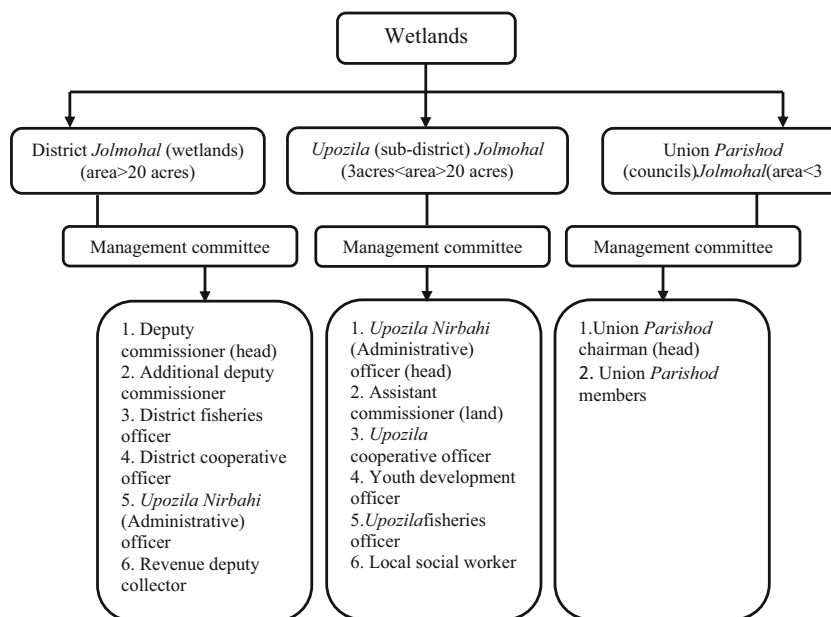 Wetlands
District Jolmohal (wetlands)
(area>20 acres)
Upozila (sub-district) Jolmohal
(3acres<area>20 acres)
Union Parishod
(councils)Jolmohal(area<3
Management committee
Management committee
Management committee
1. Deputy
commissioner (head)
2. Additional deputy
commissioner
3. District fisheries
officer
4. District cooperative
officer
5. Upozila Nirbahi
(Administrative)
officer
6. Revenue deputy
collector
1. Upozila Nirbahi
(Administrative)
officer (head)
2. Assistant
commissioner (land)
3. Upozila
cooperative officer
4. Youth development
officer
5.Upozilafisheries
officer
6. Local social worker
1.Union Parishod
chairman (head)
2. Union Parishod
members